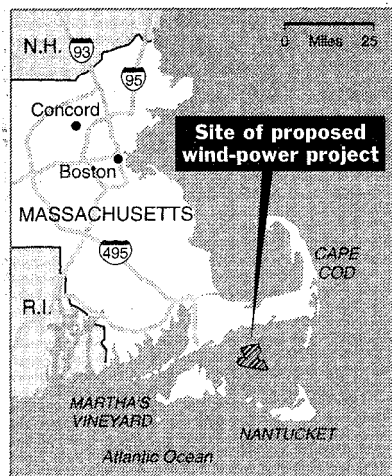 N.H.
93
0 Miles 25
95
Concord
Site of proposed
wind-power project
Boston
MASSACHUSETTS
495
CAPE
COD
R.I.
MARTHA'S
VINEYARD
NANTUCKET
Atlantic Ocean